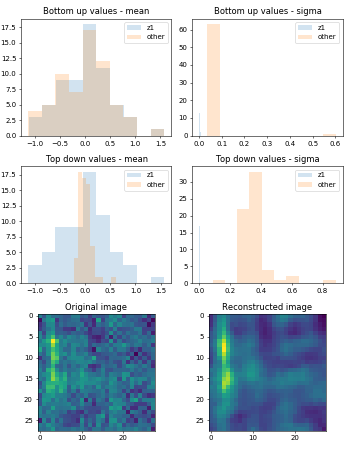 Bottom up values - mean
Bottom up values - sigma
17.5
15.0
12.5
10.0
7.5
5.0
2.5
0.0
z1
other
−1.0 −0.5 0.0 0.5 1.0 1.5
60
50
40
30
20
10
0
z1
other
0.0 0.1 0.2 0.3 0.4 0.5 0.6
Top down values - mean
Top down values - sigma
17.5
15.0
12.5
10.0
7.5
5.0
2.5
0.0
z1
other
−1.0 −0.5 0.0 0.5 1.0 1.5
30
25
20
15
10
5
0
z1
other
0.0 0.2 0.4 0.6 0.8
Original image
Reconstructed image
0
5
10
15
20
25
0 10 20
0
5
10
15
20
25
0 10 20